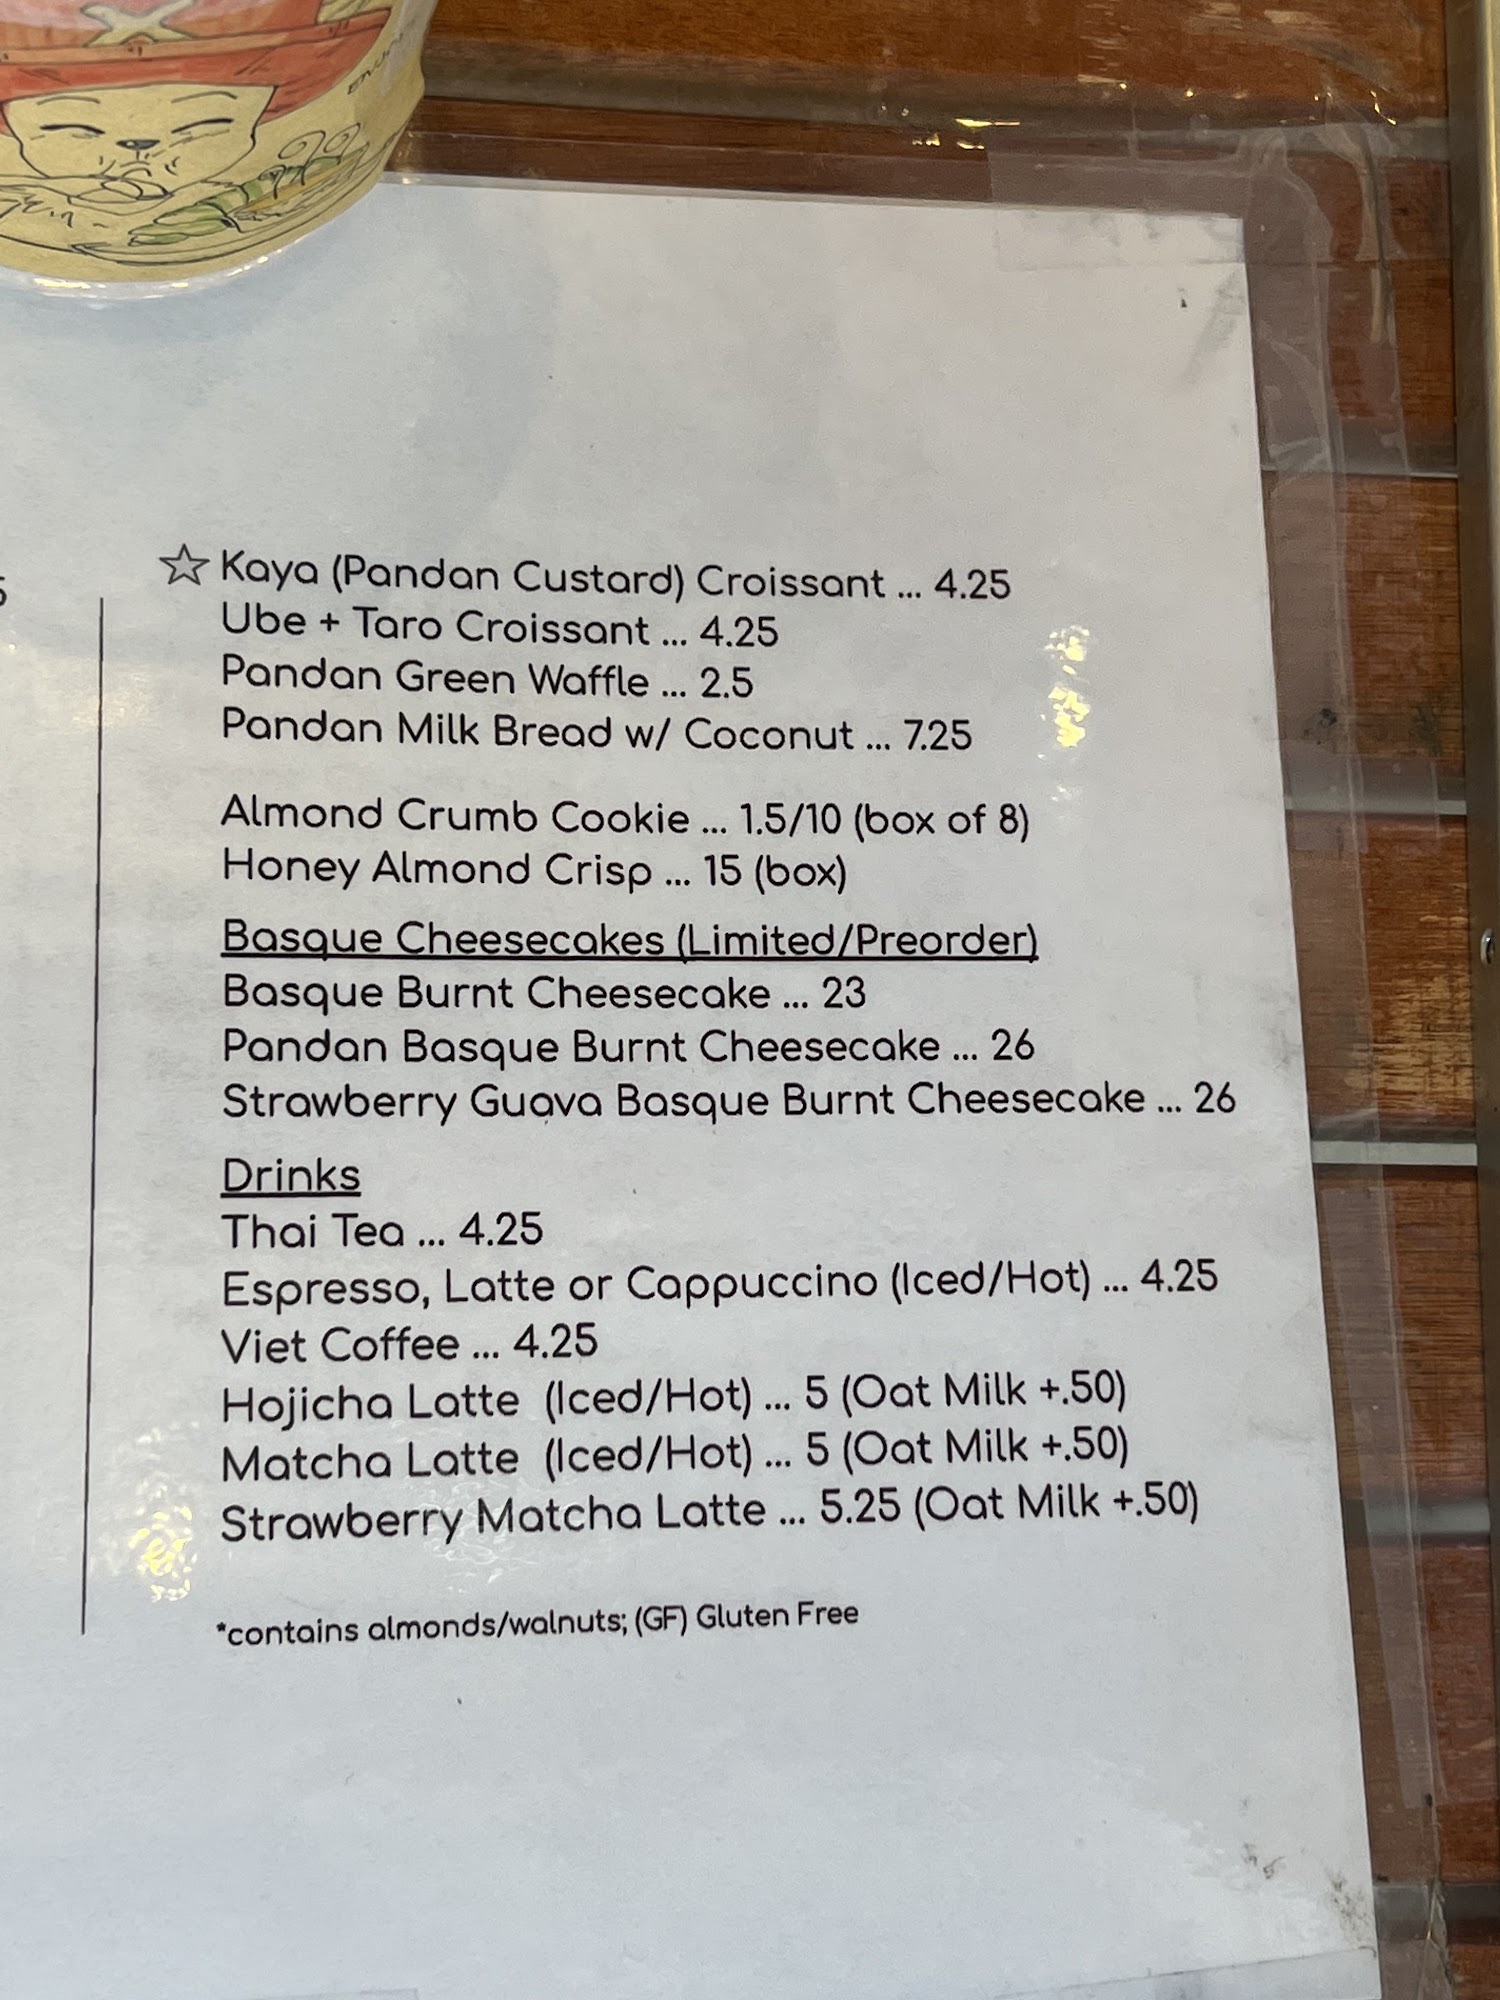 ☆ Kaya (Pandan Custard) Croissant ... 4.25
Ube + Taro Croissant ... 4.25
Pandan Green Waffle ... 2.5
Pandan Milk Bread w/ Coconut ... 7.25
Almond Crumb Cookie ... 1.5/10 (box of 8)
Honey Almond Crisp ... 15 (box)
Basque Cheesecakes (Limited/Preorder)
Basque Burnt Cheesecake ... 23
Pandan Basque Burnt Cheesecake ... 26
Strawberry Guava Basque Burnt Cheesecake ... 26
Drinks
Thai Tea ... 4.25
Espresso, Latte or Cappuccino (Iced/Hot) ... 4.25
Viet Coffee ... 4.25
Hojicha Latte (Iced/Hot) ... 5 (Oat Milk +.50)
Matcha Latte (Iced/Hot) ... 5 (Oat Milk +.50)
Strawberry Matcha Latte ... 5.25 (Oat Milk +.50)
*contains almonds/walnuts; (GF) Gluten Free